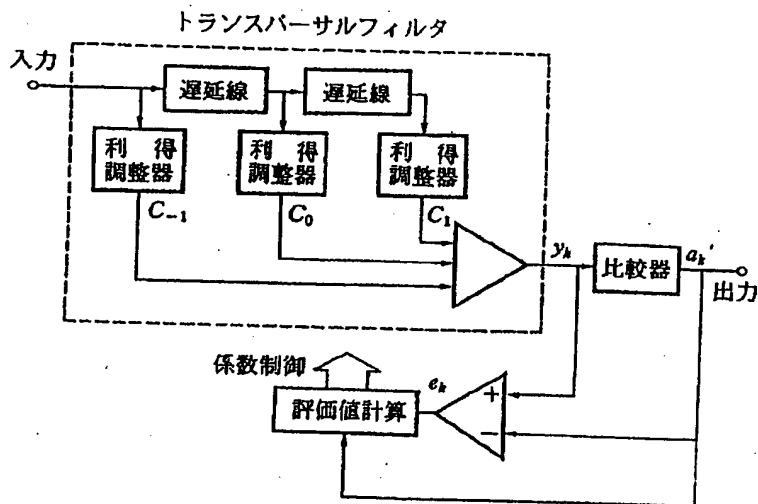 トランスバーサルフィルタ
入力
遅延線
遅延線
利 得
調整器
利 得
調整器
利 得
調整器
C₋₁
C₀
C₁
yₖ
比較器
aₖ'
出力
係数制御
評価値計算
eₖ
+
−